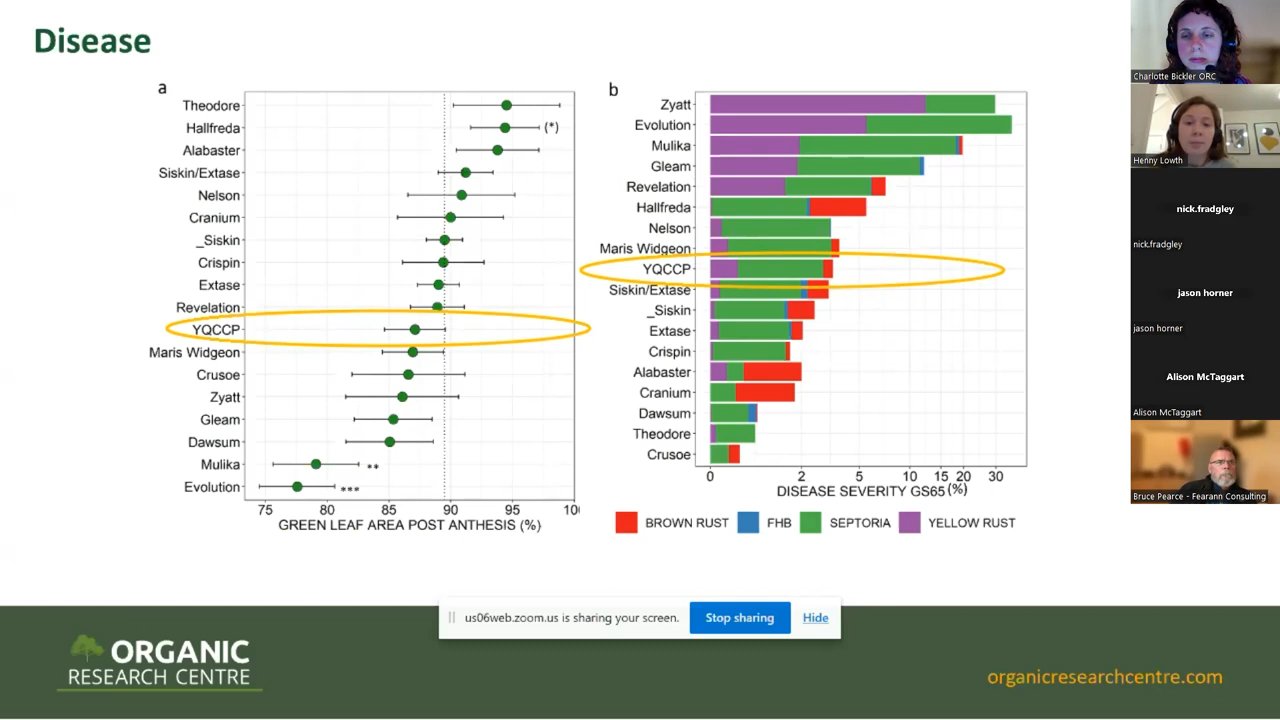 Disease
a
Theodore
Hallfreda
(*)
Alabaster
Siskin/Extase
Nelson
Cranium
_Siskin
Crispin
Extase
Revelation
YQCCP
Maris Widgeon
Crusoe
Zyatt
Gleam
Dawsum
Mulika
**
Evolution
***
75 80 85 90 95 100
GREEN LEAF AREA POST ANTHESIS (%)
b
Zyatt
Evolution
Mulika
Gleam
Revelation
Hallfreda
Nelson
Maris Widgeon
YQCCP
Siskin/Extase
_Siskin
Extase
Crispin
Alabaster
Cranium
Dawsum
Theodore
Crusoe
0 2 5 10 15 20 30
DISEASE SEVERITY GS65 (%)
BROWN RUST FHB SEPTORIA YELLOW RUST
us06web.zoom.us is sharing your screen. Stop sharing Hide
ORGANIC
RESEARCH CENTRE
organicresearchcentre.com
Charlotte Bickler ORC
Henny Lowth
nick.fradgley
nick.fradgley
jason horner
jason horner
Alison McTaggart
Alison McTaggart
Bruce Pearce - Fearann Consulting